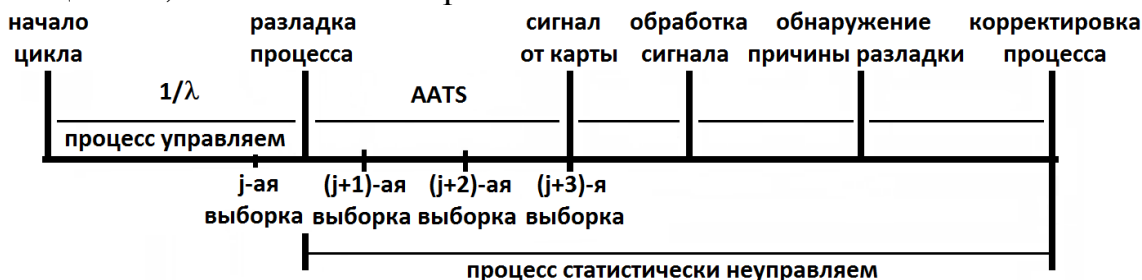 начало цикла
разладка процесса
сигнал от карты
обработка сигнала
обнаружение причины разладки
корректировка процесса
1/λ
AATS
процесс управляем
j-ая выборка
(j+1)-ая выборка
(j+2)-ая выборка
(j+3)-я выборка
процесс статистически неуправляем